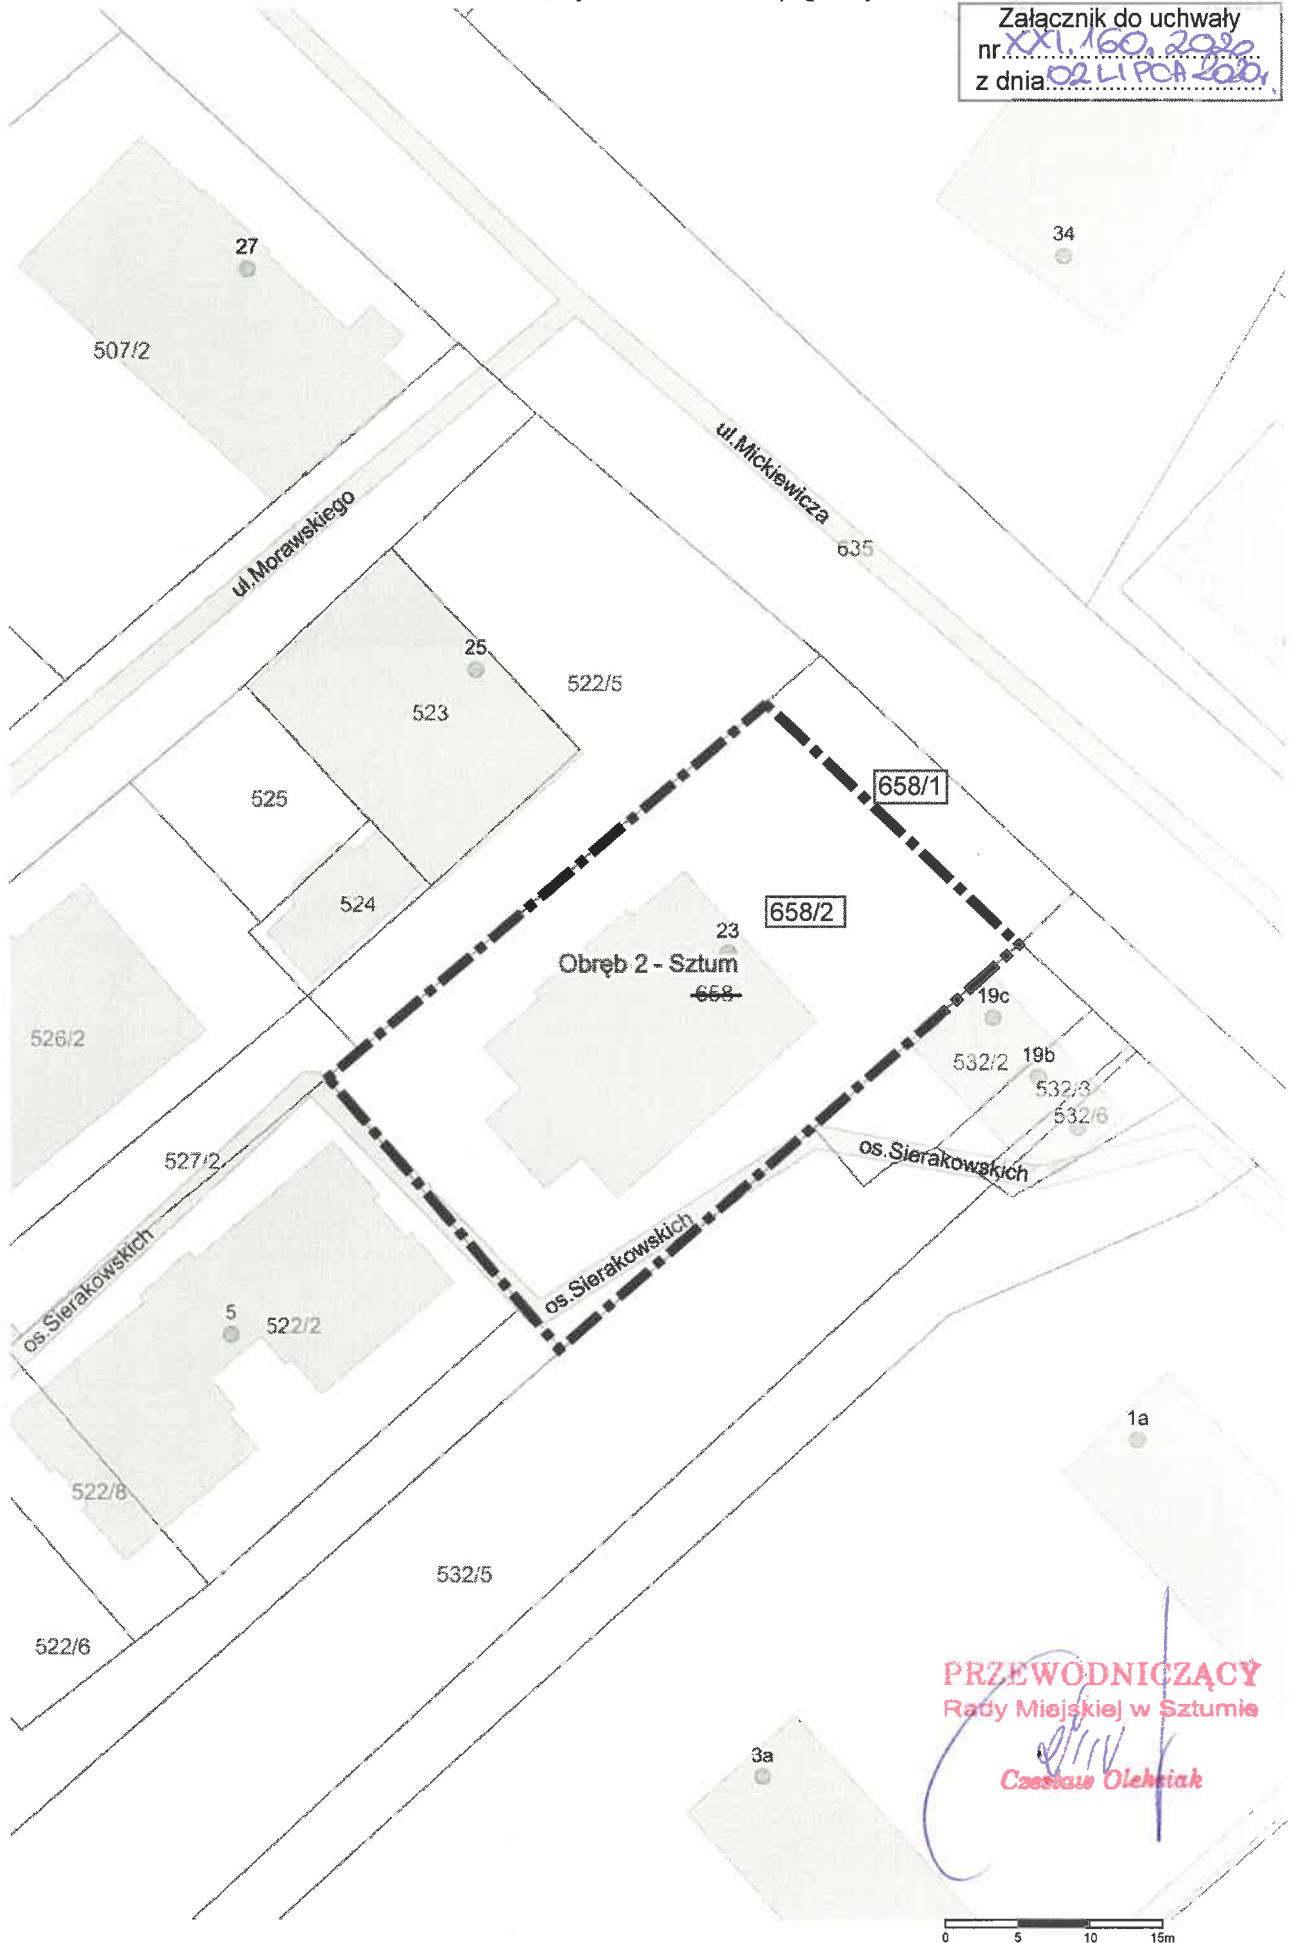 Załącznik do uchwały
nr XXI.160.2020
z dnia 02 LIPCA 2020r.
34
27
507/2
ul.Mickiewicza
635
ul.Morawskiego
25
522/5
523
658/1
525
524
658/2
23
Obręb 2 - Sztum
658
19c
526/2
532/2
19b
532/3
532/6
os.Sierakowskich
527/2
os.Sierakowskich
os.Sierakowskich
5
522/2
1a
522/8
532/5
522/6
PRZEWODNICZĄCY
Rady Miejskiej w Sztumie
3a
Czesław Oleksiak
0 5 10 15m